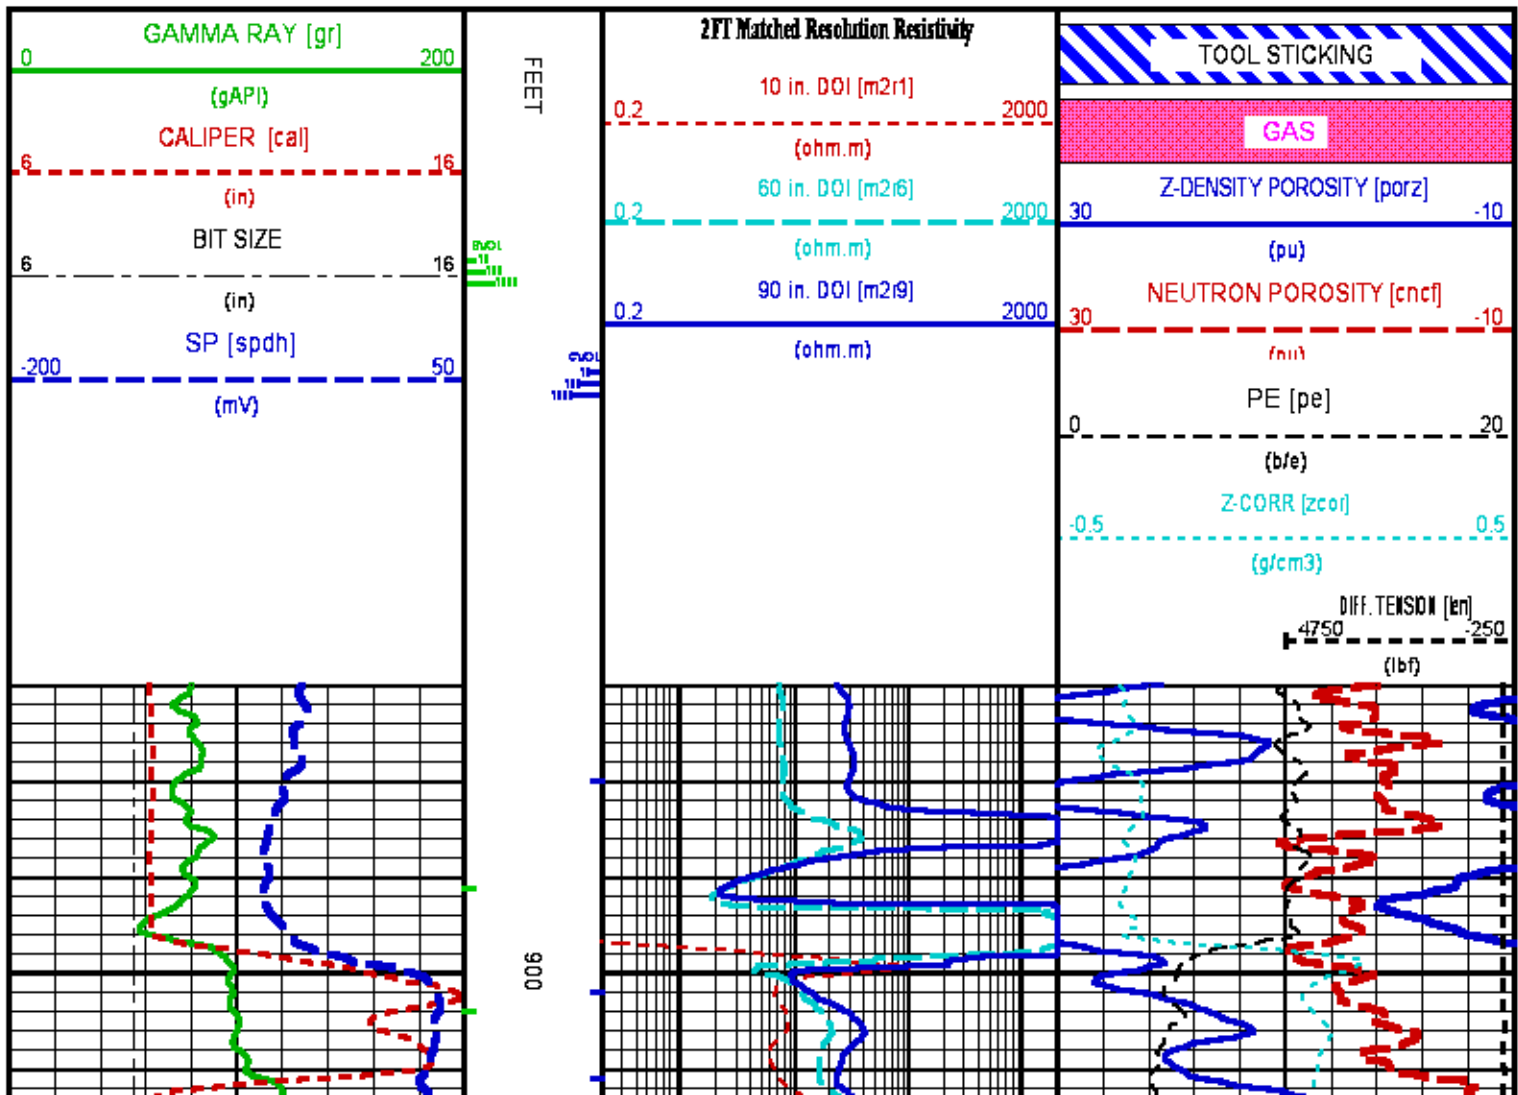 GAMMA RAY [gr]
0 200
(gAPI)
CALIPER [cal]
6 16
(in)
BIT SIZE
6 16
(in)
SP [spdh]
-200 50
(mV)
FEET
900
2FT Matched Resolution Resistivity
10 in. DOI [m2r1]
0.2 2000
(ohm.m)
60 in. DOI [m2r6]
0.2 2000
(ohm.m)
90 in. DOI [m2r9]
0.2 2000
(ohm.m)
TOOL STICKING
GAS
Z-DENSITY POROSITY [porz]
30 -10
(pu)
NEUTRON POROSITY [cncf]
30 -10
PE [pe]
0 20
(b/e)
Z-CORR [zcor]
-0.5 0.5
(g/cm3)
DIFF. TENSION [ten]
4750 -250
(lbf)